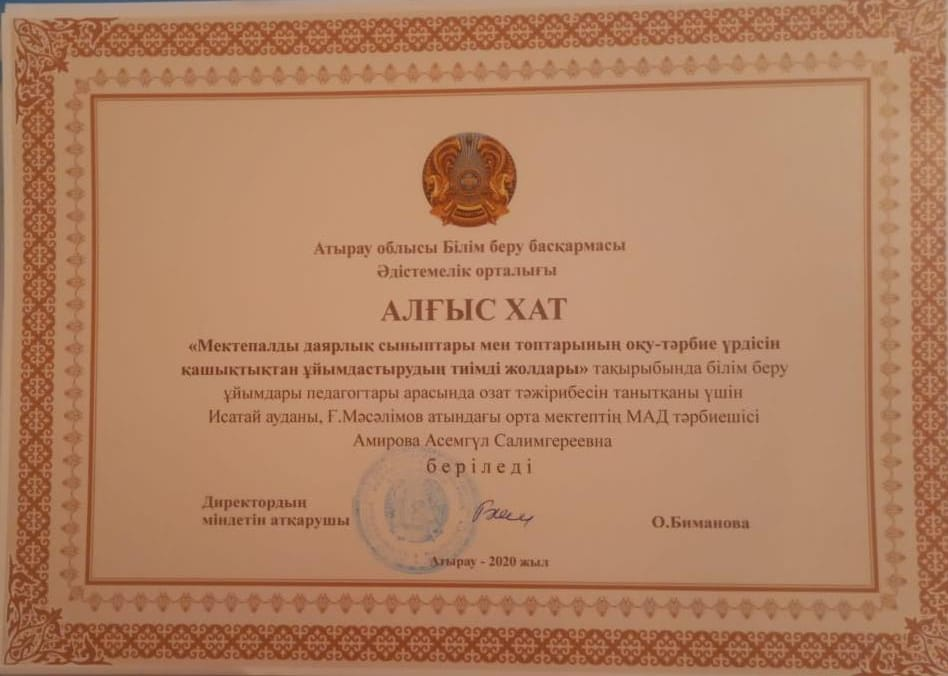 Атырау облысы Білім беру басқармасы
Әдістемелік орталығы
АЛҒЫС ХАТ
«Мектепалды даярлық сыныптары мен топтарының оқу-тәрбие үрдісін
қашықтықтан ұйымдастырудың тиімді жолдары» тақырыбында білім беру
ұйымдары педагогтары арасында озат тәжірибесін танытқаны үшін
Исатай ауданы, Ғ.Мәсәлімов атындағы орта мектептің МАД тәрбиешісі
Амирова Асемгүл Салимгереевна
беріледі
Директордың
міндетін атқарушы
О.Биманова
Атырау - 2020 жыл